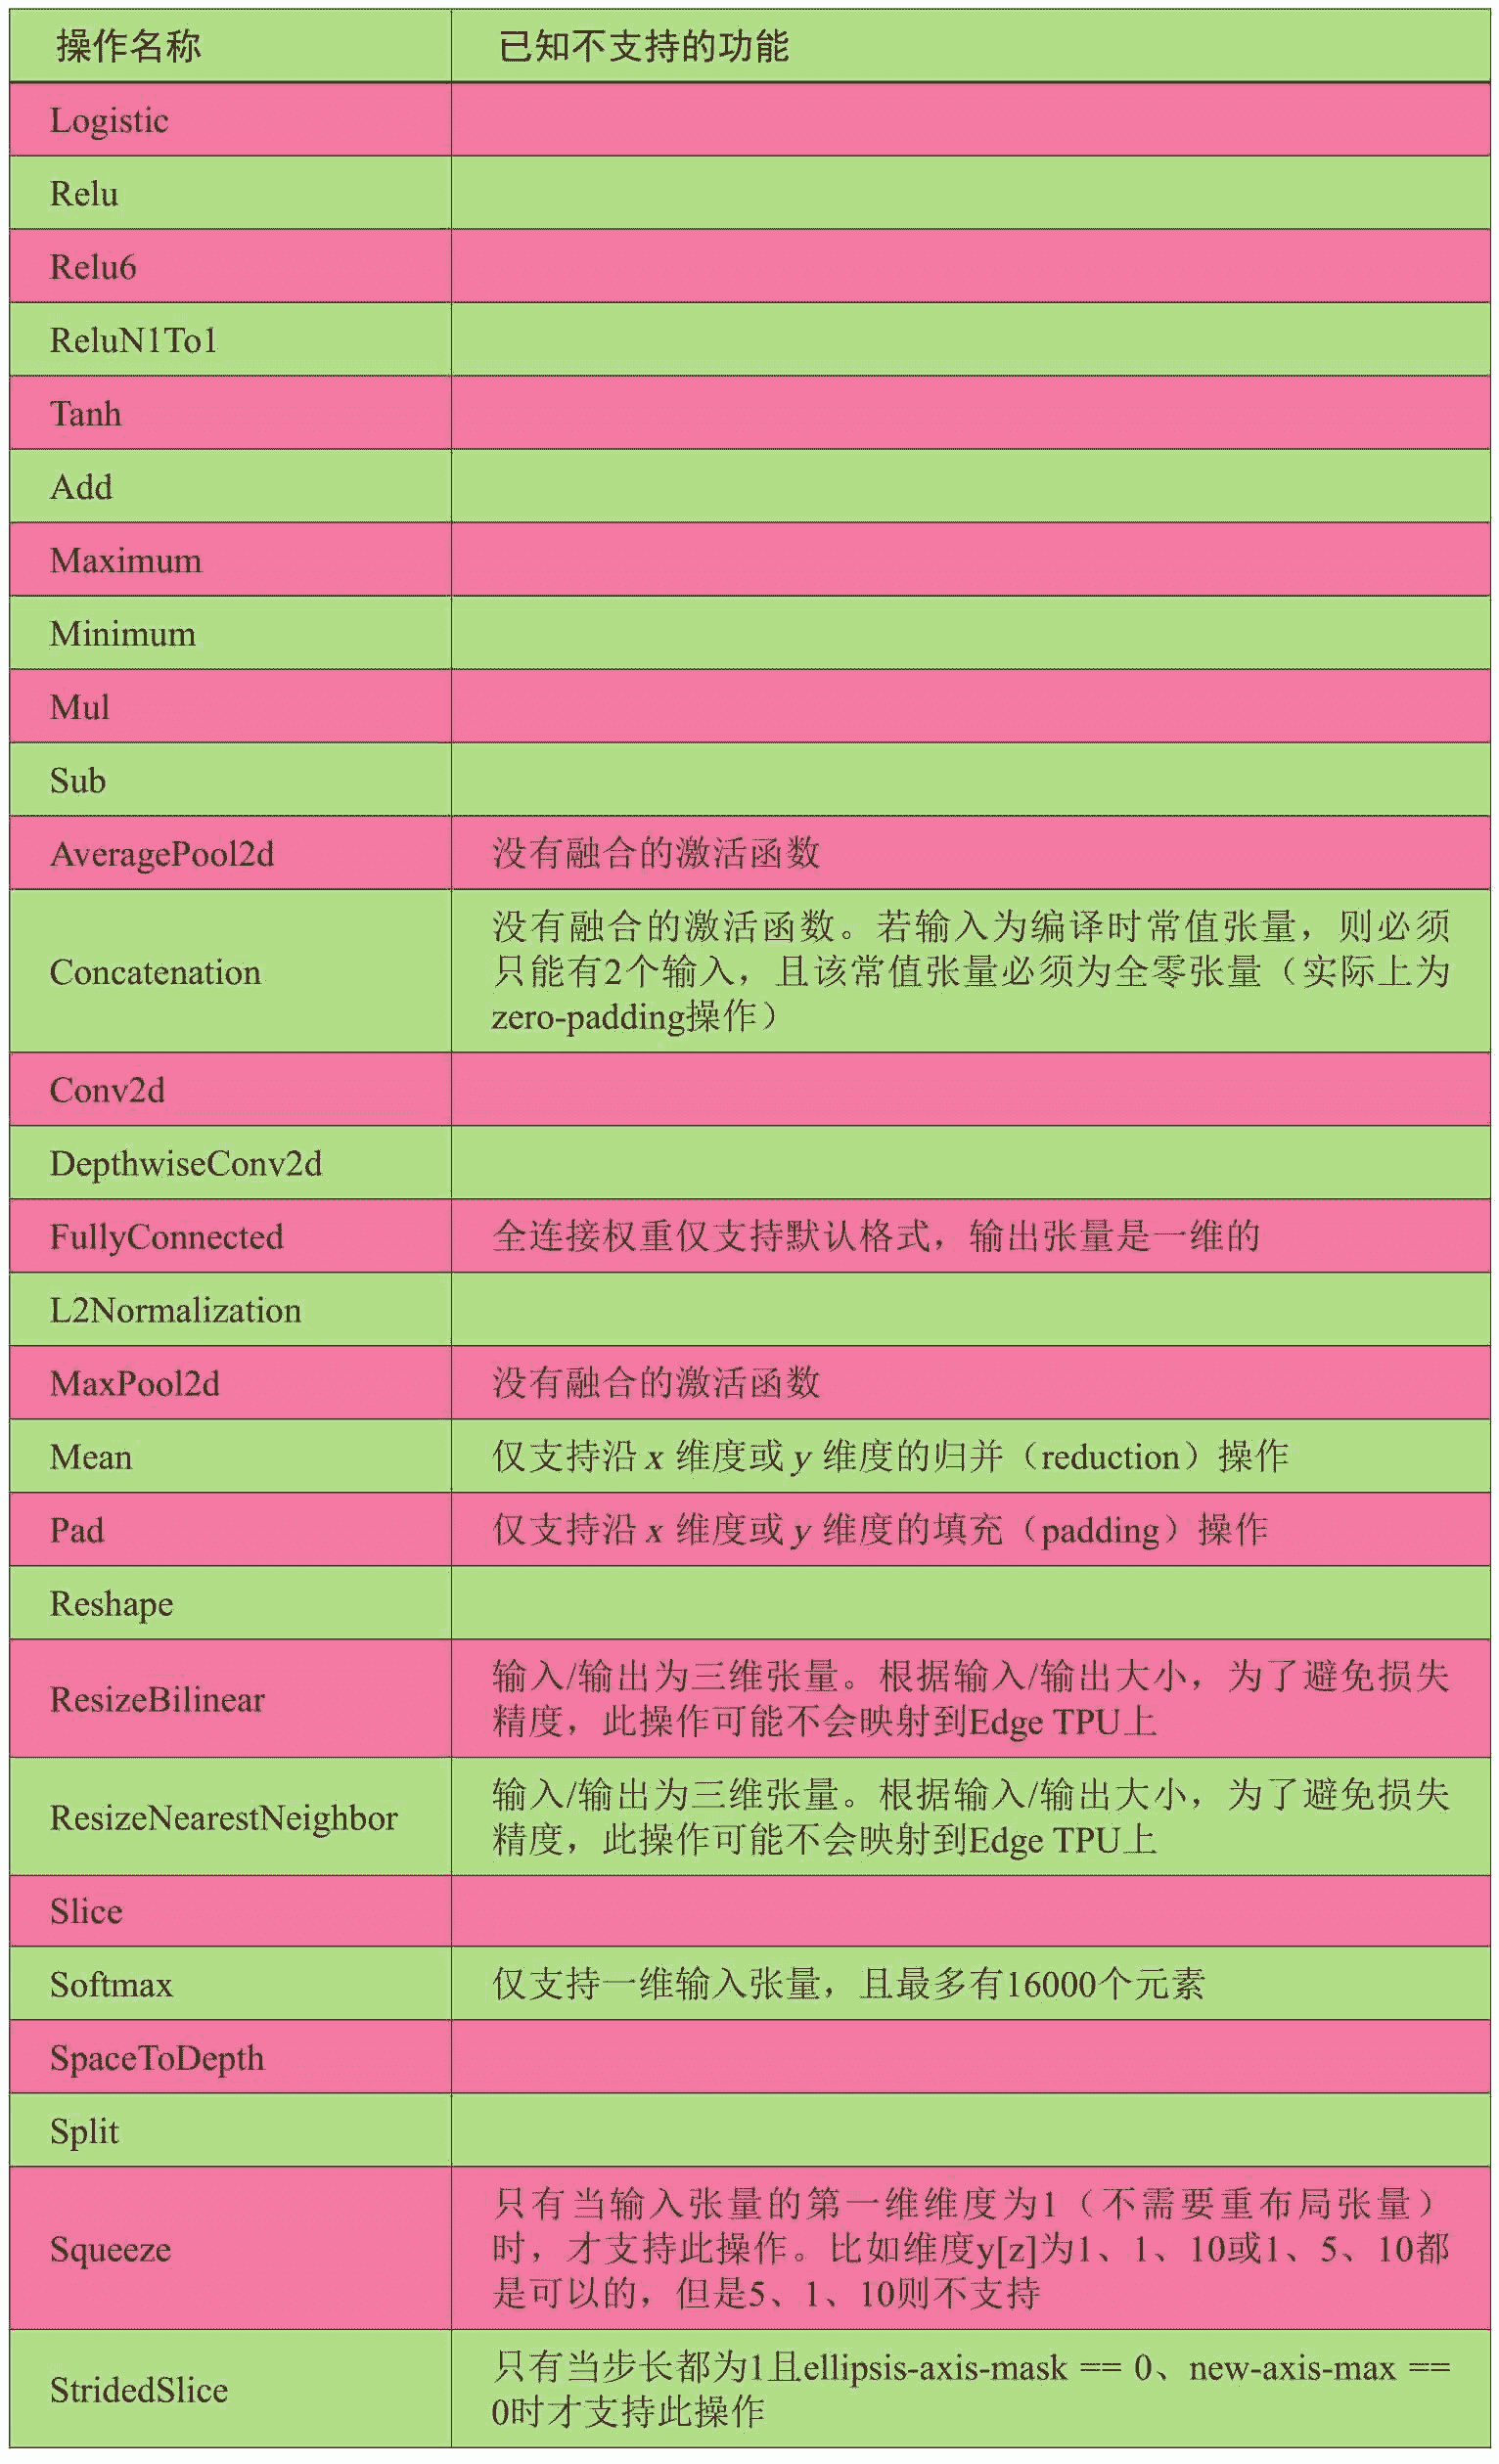 操作名称
已知不支持的功能
Logistic
Relu
Relu6
ReluN1To1
Tanh
Add
Maximum
Minimum
Mul
Sub
AveragePool2d
没有融合的激活函数
Concatenation
没有融合的激活函数。若输入为编译时常值张量，则必须
只能有2个输入，且该常值张量必须为全零张量（实际上为
zero-padding操作）
Conv2d
DepthwiseConv2d
FullyConnected
全连接权重仅支持默认格式，输出张量是一维的
L2Normalization
MaxPool2d
没有融合的激活函数
Mean
仅支持沿 x 维度或 y 维度的归并（reduction）操作
Pad
仅支持沿 x 维度或 y 维度的填充（padding）操作
Reshape
ResizeBilinear
输入/输出为三维张量。根据输入/输出大小，为了避免损失
精度，此操作可能不会映射到Edge TPU上
ResizeNearestNeighbor
输入/输出为三维张量。根据输入/输出大小，为了避免损失
精度，此操作可能不会映射到Edge TPU上
Slice
Softmax
仅支持一维输入张量，且最多有16000个元素
SpaceToDepth
Split
Squeeze
只有当输入张量的第一维维度为1（不需要重布局张量）
时，才支持此操作。比如维度y[z]为1、1、10或1、5、10都
是可以的，但是5、1、10则不支持
StridedSlice
只有当步长都为1且ellipsis-axis-mask == 0、new-axis-max ==
0时才支持此操作